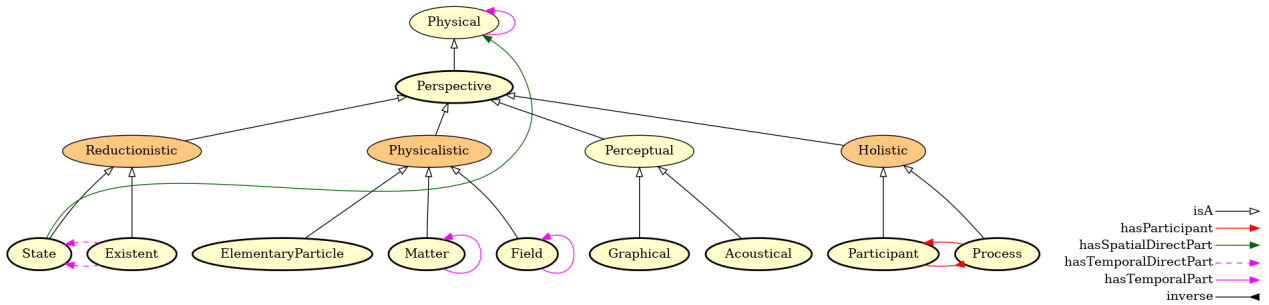 Physical
Perspective
Reductionistic
Physicalistic
Perceptual
Holistic
State
Existent
ElementaryParticle
Matter
Field
Graphical
Acoustical
Participant
Process
isA
hasParticipant
hasSpatialDirectPart
hasTemporalDirectPart
hasTemporalPart
inverse